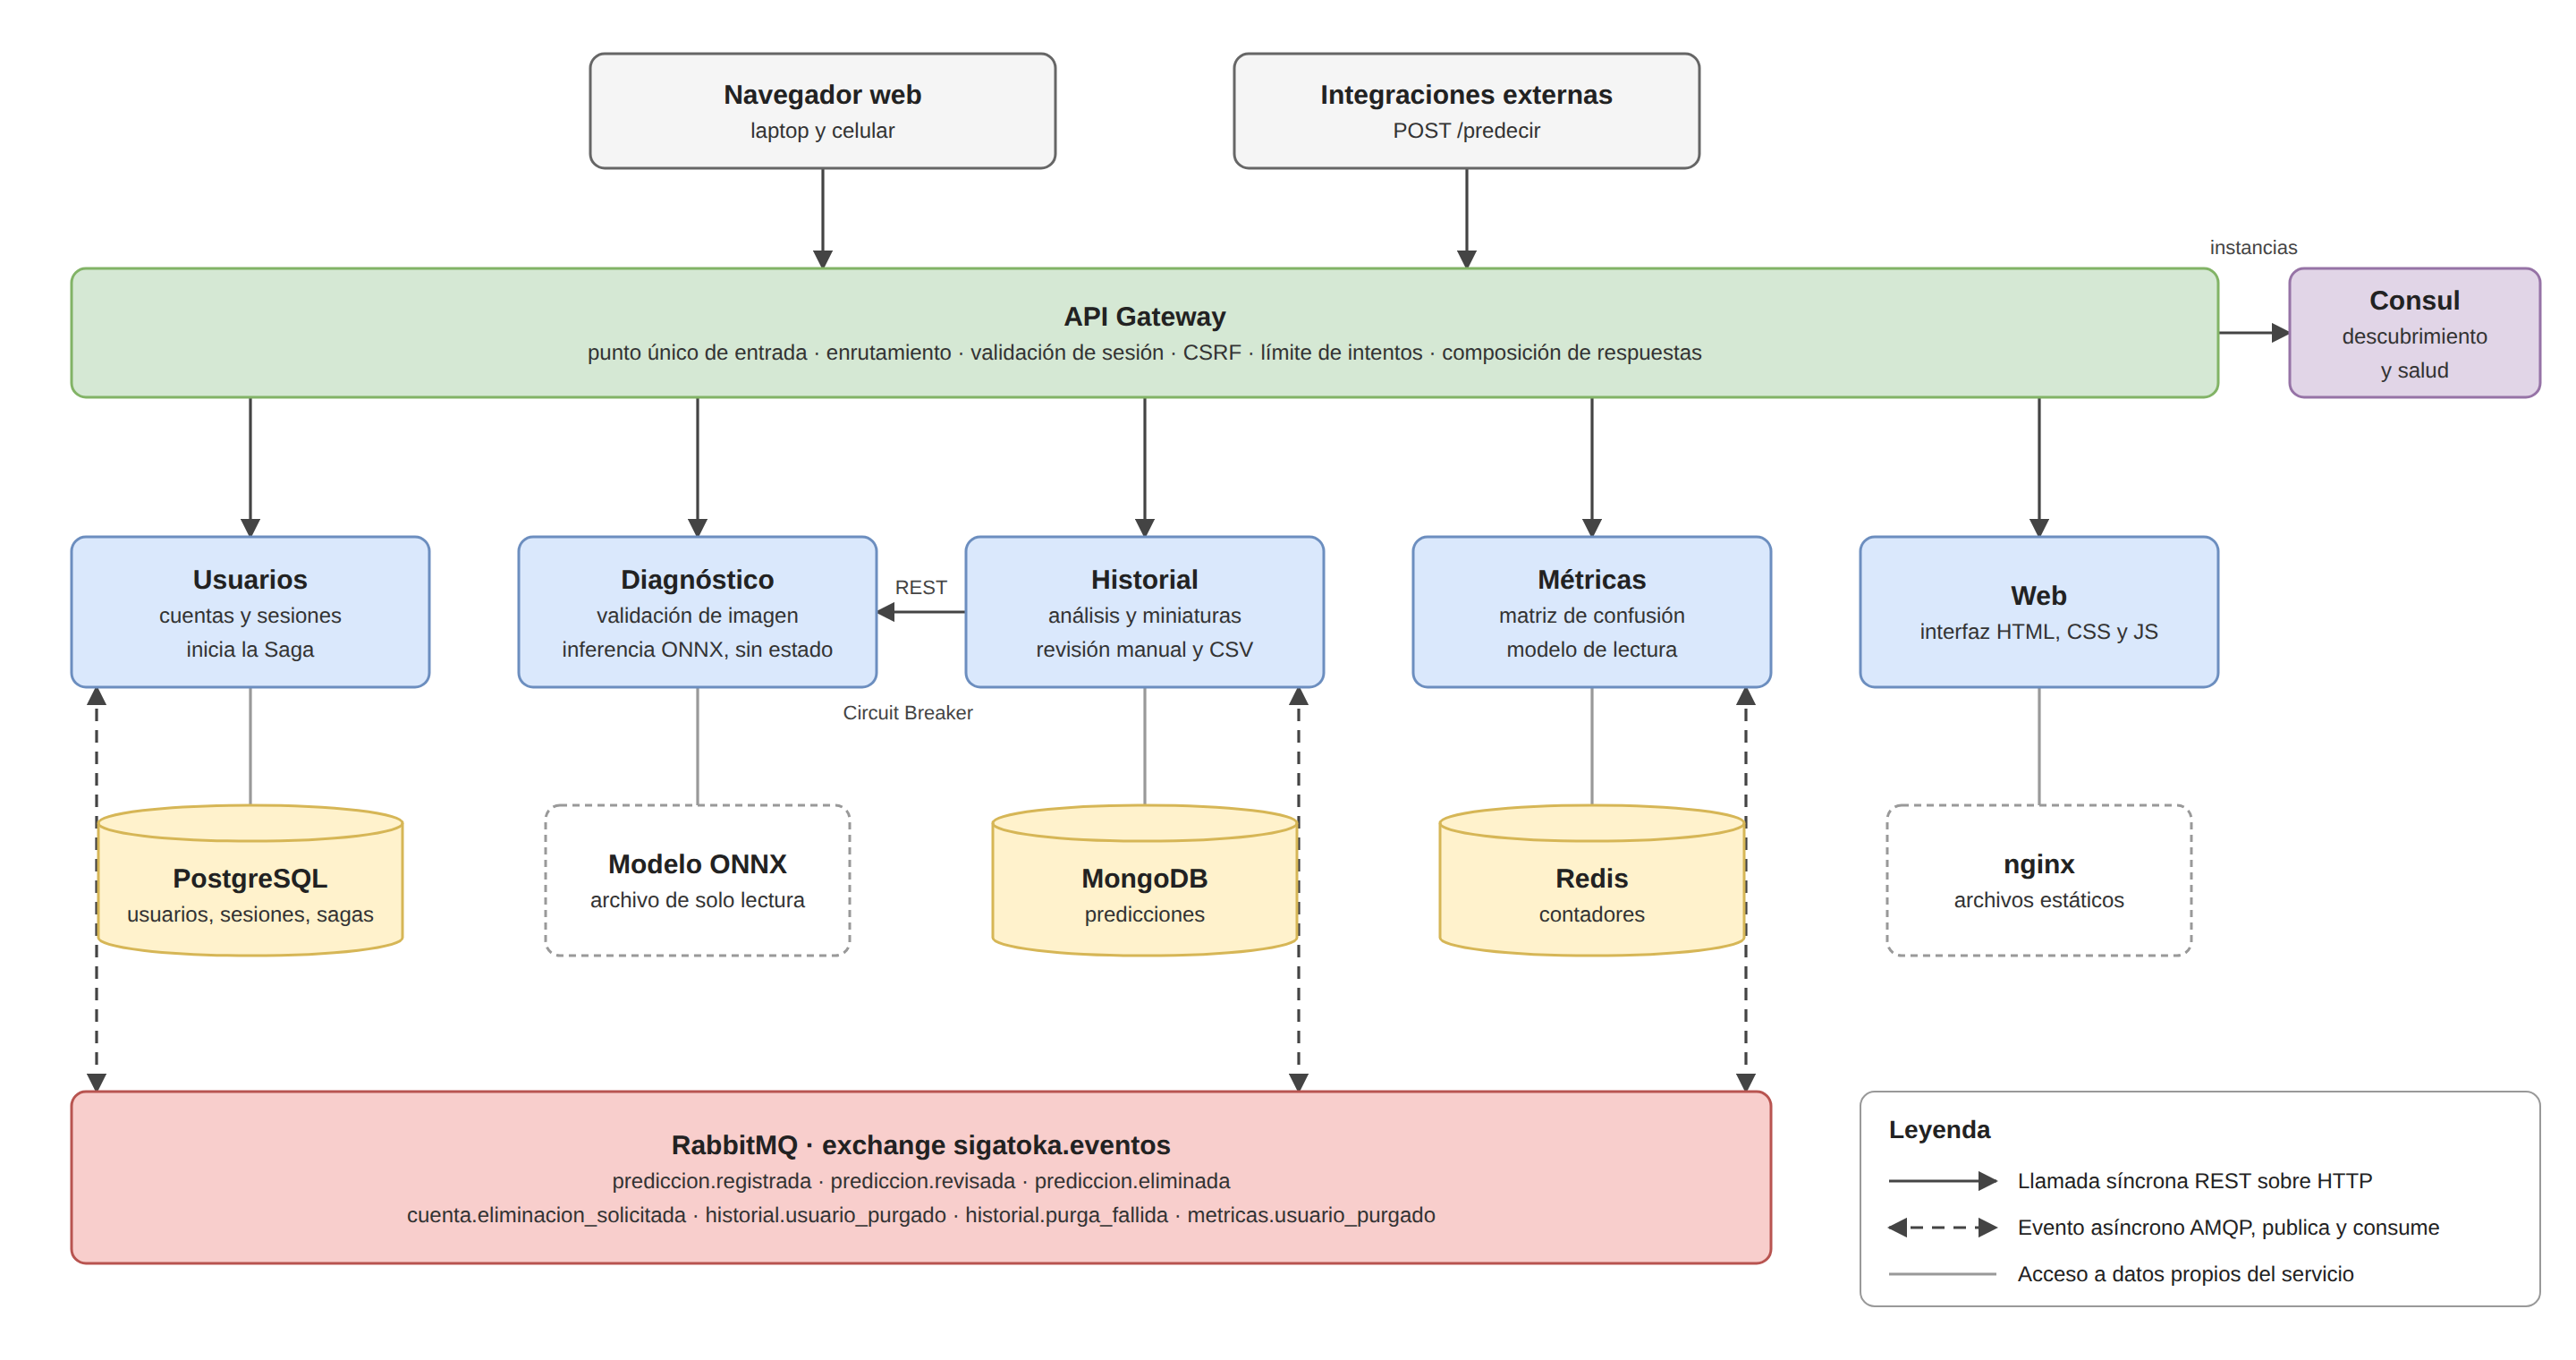 Navegador web
laptop y celular
Integraciones externas
POST /predecir
instancias
API Gateway
punto único de entrada · enrutamiento · validación de sesión · CSRF · límite de intentos · composición de respuestas
Consul
descubrimiento
y salud
Usuarios
cuentas y sesiones
inicia la Saga
Diagnóstico
validación de imagen
inferencia ONNX, sin estado
REST
Historial
análisis y miniaturas
revisión manual y CSV
Métricas
matriz de confusión
modelo de lectura
Web
interfaz HTML, CSS y JS
Circuit Breaker
PostgreSQL
usuarios, sesiones, sagas
Modelo ONNX
archivo de solo lectura
MongoDB
predicciones
Redis
contadores
nginx
archivos estáticos
RabbitMQ · exchange sigatoka.eventos
prediccion.registrada · prediccion.revisada · prediccion.eliminada
cuenta.eliminacion_solicitada · historial.usuario_purgado · historial.purga_fallida · metricas.usuario_purgado
Leyenda
Llamada síncrona REST sobre HTTP
Evento asíncrono AMQP, publica y consume
Acceso a datos propios del servicio